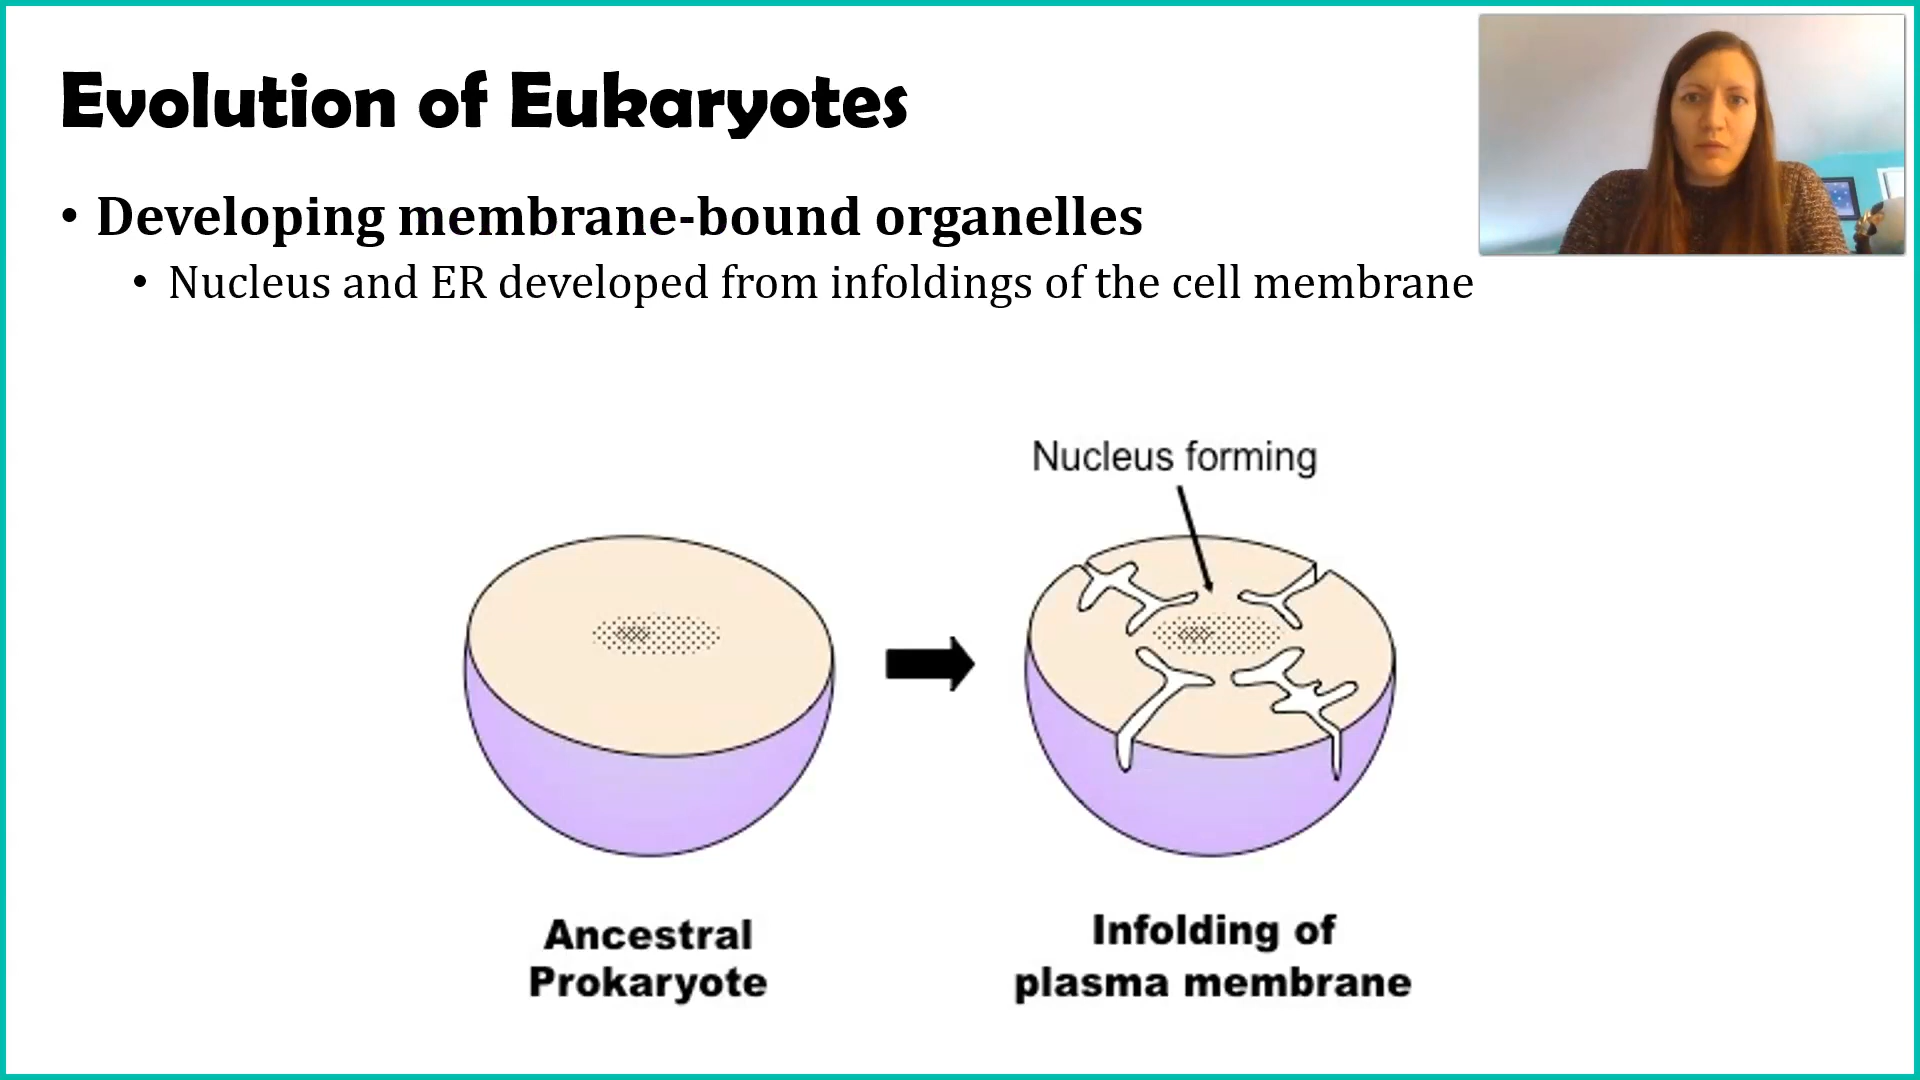 Evolution of Eukaryotes
• Developing membrane-bound organelles
• Nucleus and ER developed from infoldings of the cell membrane
Nucleus forming
Ancestral
Prokaryote
Infolding of
plasma membrane